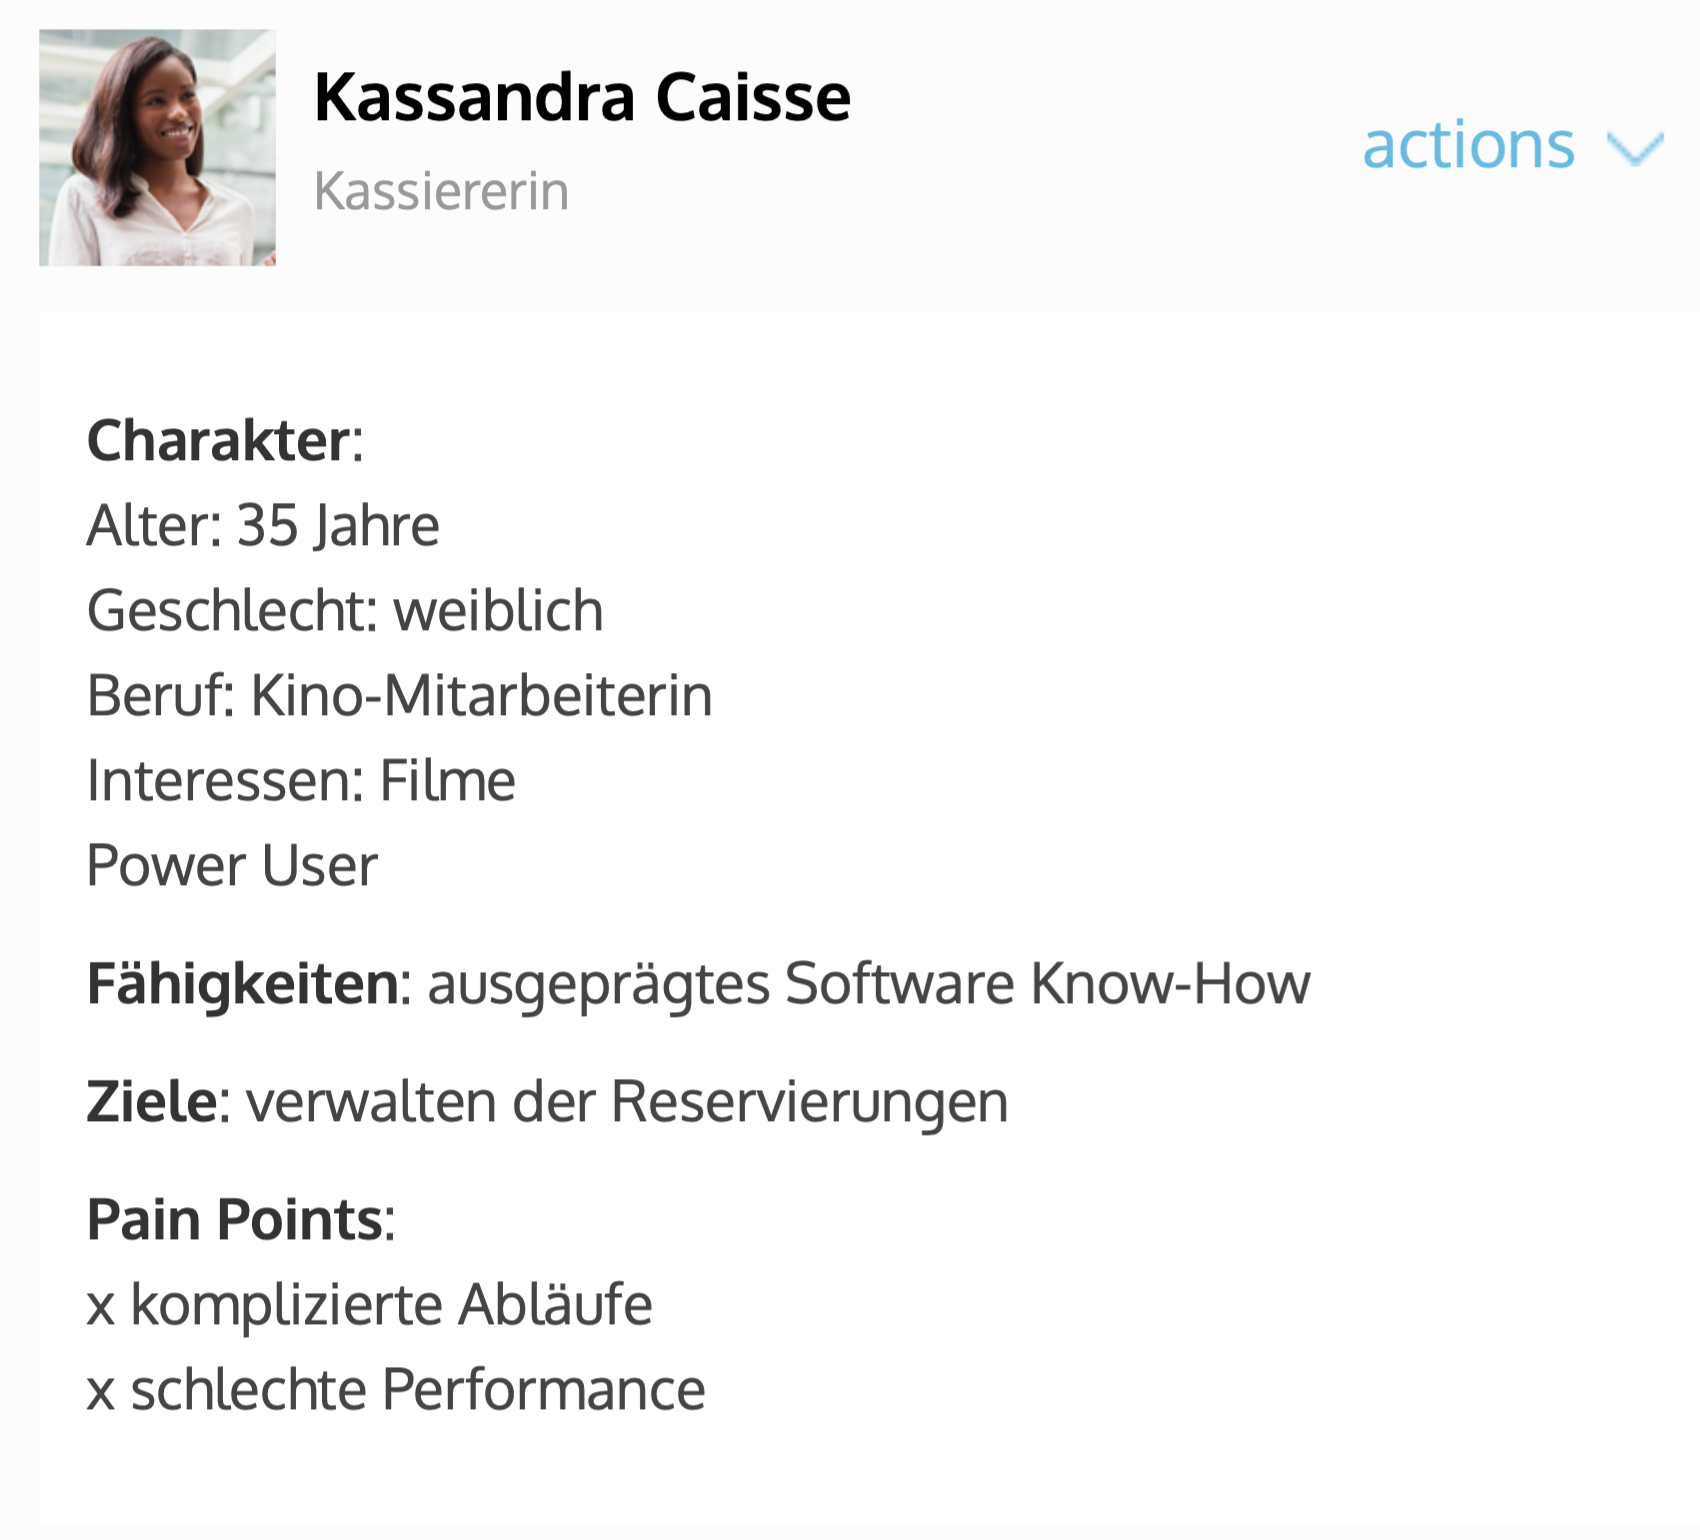 Kassandra Caisse
Kassiererin
actions
Charakter:
Alter: 35 Jahre
Geschlecht: weiblich
Beruf: Kino-Mitarbeiterin
Interessen: Filme
Power User
Fähigkeiten: ausgeprägtes Software Know-How
Ziele: verwalten der Reservierungen
Pain Points:
x komplizierte Abläufe
x schlechte Performance